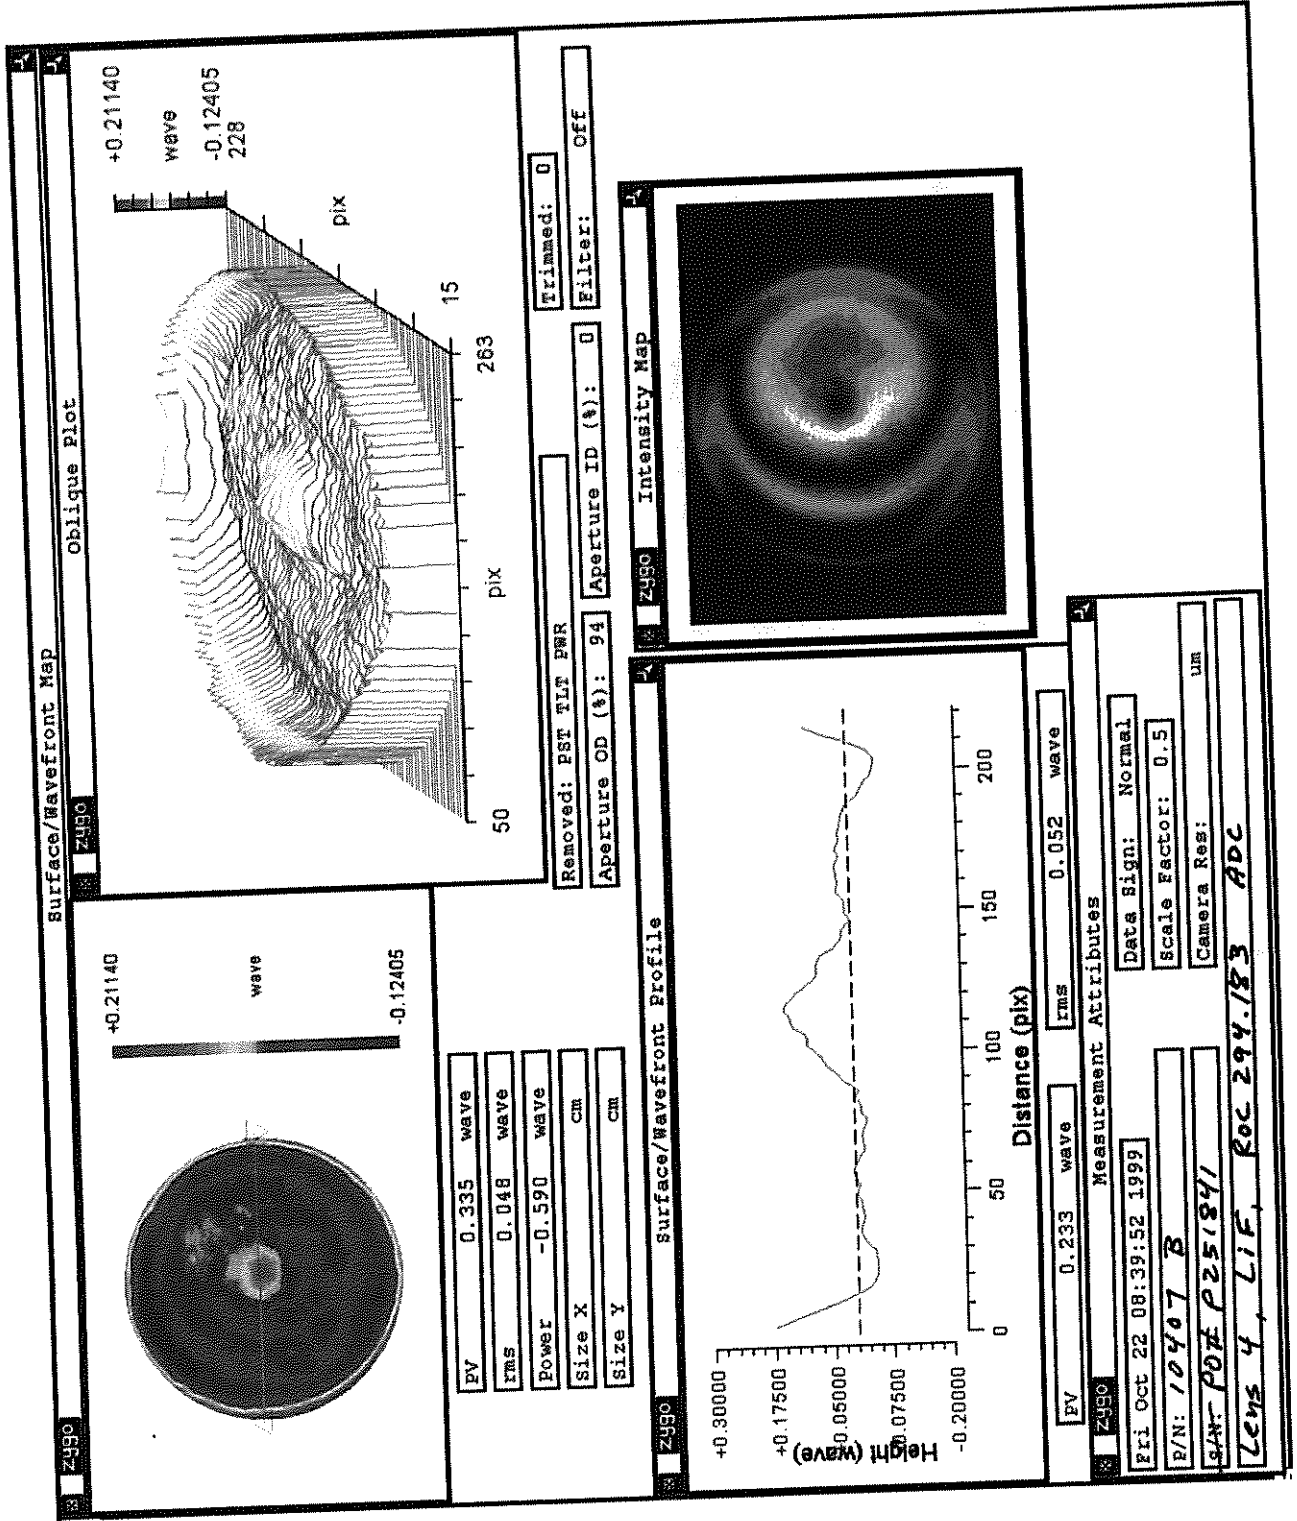 Surface/Wavefront Map
zygo
+0.21140
wave
-0.12405
PV 0.335 wave
rms 0.048 wave
Power -0.590 wave
Size X cm
Size Y cm
zygo Oblique Plot
+0.21140
wave
-0.12405
228
pix
15
263
pix
50
Removed: PST TLT PWR
Trimmed: 0
Aperture OD (%): 94
Aperture ID (%): 0
Filter: Off
zygo Surface/Wavefront Profile
+0.30000
+0.17500
+0.05000
-0.07500
-0.20000
Height (wave)
0 50 100 150 200
Distance (pix)
PV 0.233 wave
rms 0.052 wave
zygo Intensity Map
zygo Measurement Attributes
Fri Oct 22 08:39:52 1999
Data Sign: Normal
P/N: 10407 B
Scale Factor: 0.5
S/N: PO# P251841
Camera Res: um
Lens 4, LiF, ROC 294.183 ADC